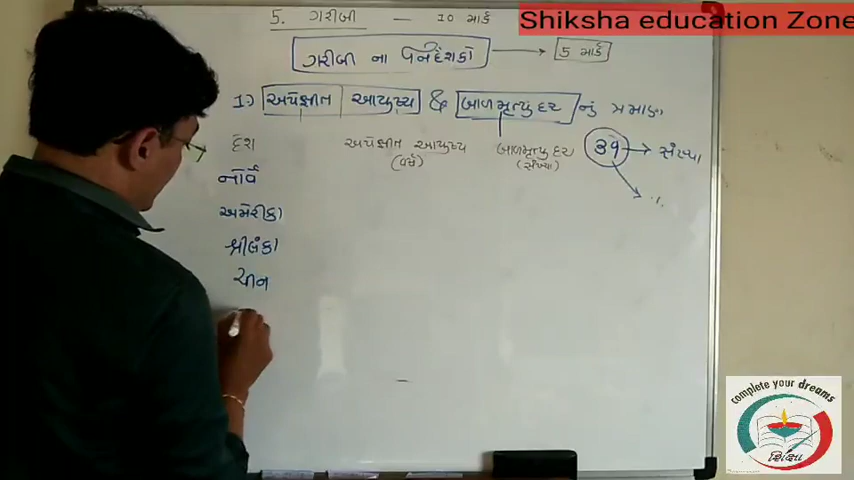 5. ગરીબી — 10 માર્ક
Shiksha education Zone
ગરીબી ના નિર્દેશકો → 5 માર્ક
1) અપેક્ષીત આયુષ્ય & બાળમૃત્યુ દર નું પ્રમાણ
દેશ અપેક્ષીત આયુષ્ય બાળમૃત્યુ દર → સંખ્યા
(વર્ષ) (સંખ્યા)
નોર્વે
અમેરીકા
શ્રીલંકા
ચીન
complete your dreams
શિક્ષા